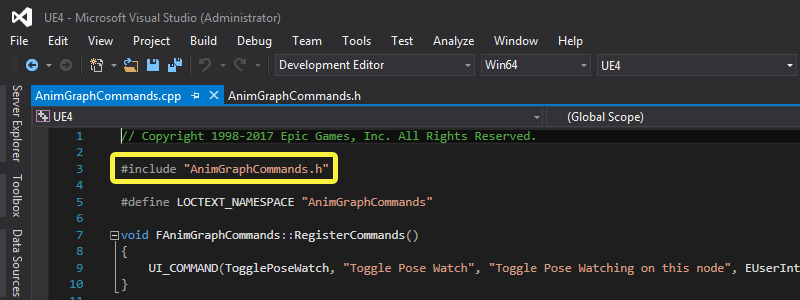 UE4 - Microsoft Visual Studio (Administrator)
File Edit View Project Build Debug Team Tools Test Analyze Window Help
Development Editor Win64 UE4
AnimGraphCommands.cpp AnimGraphCommands.h
UE4 (Global Scope)
Server Explorer
Toolbox
Data Sources
1 // Copyright 1998-2017 Epic Games, Inc. All Rights Reserved.
2
3 #include "AnimGraphCommands.h"
4
5 #define LOCTEXT_NAMESPACE "AnimGraphCommands"
6
7 void FAnimGraphCommands::RegisterCommands()
8 {
9 UI_COMMAND(TogglePoseWatch, "Toggle Pose Watch", "Toggle Pose Watching on this node", EUserInt
10 }